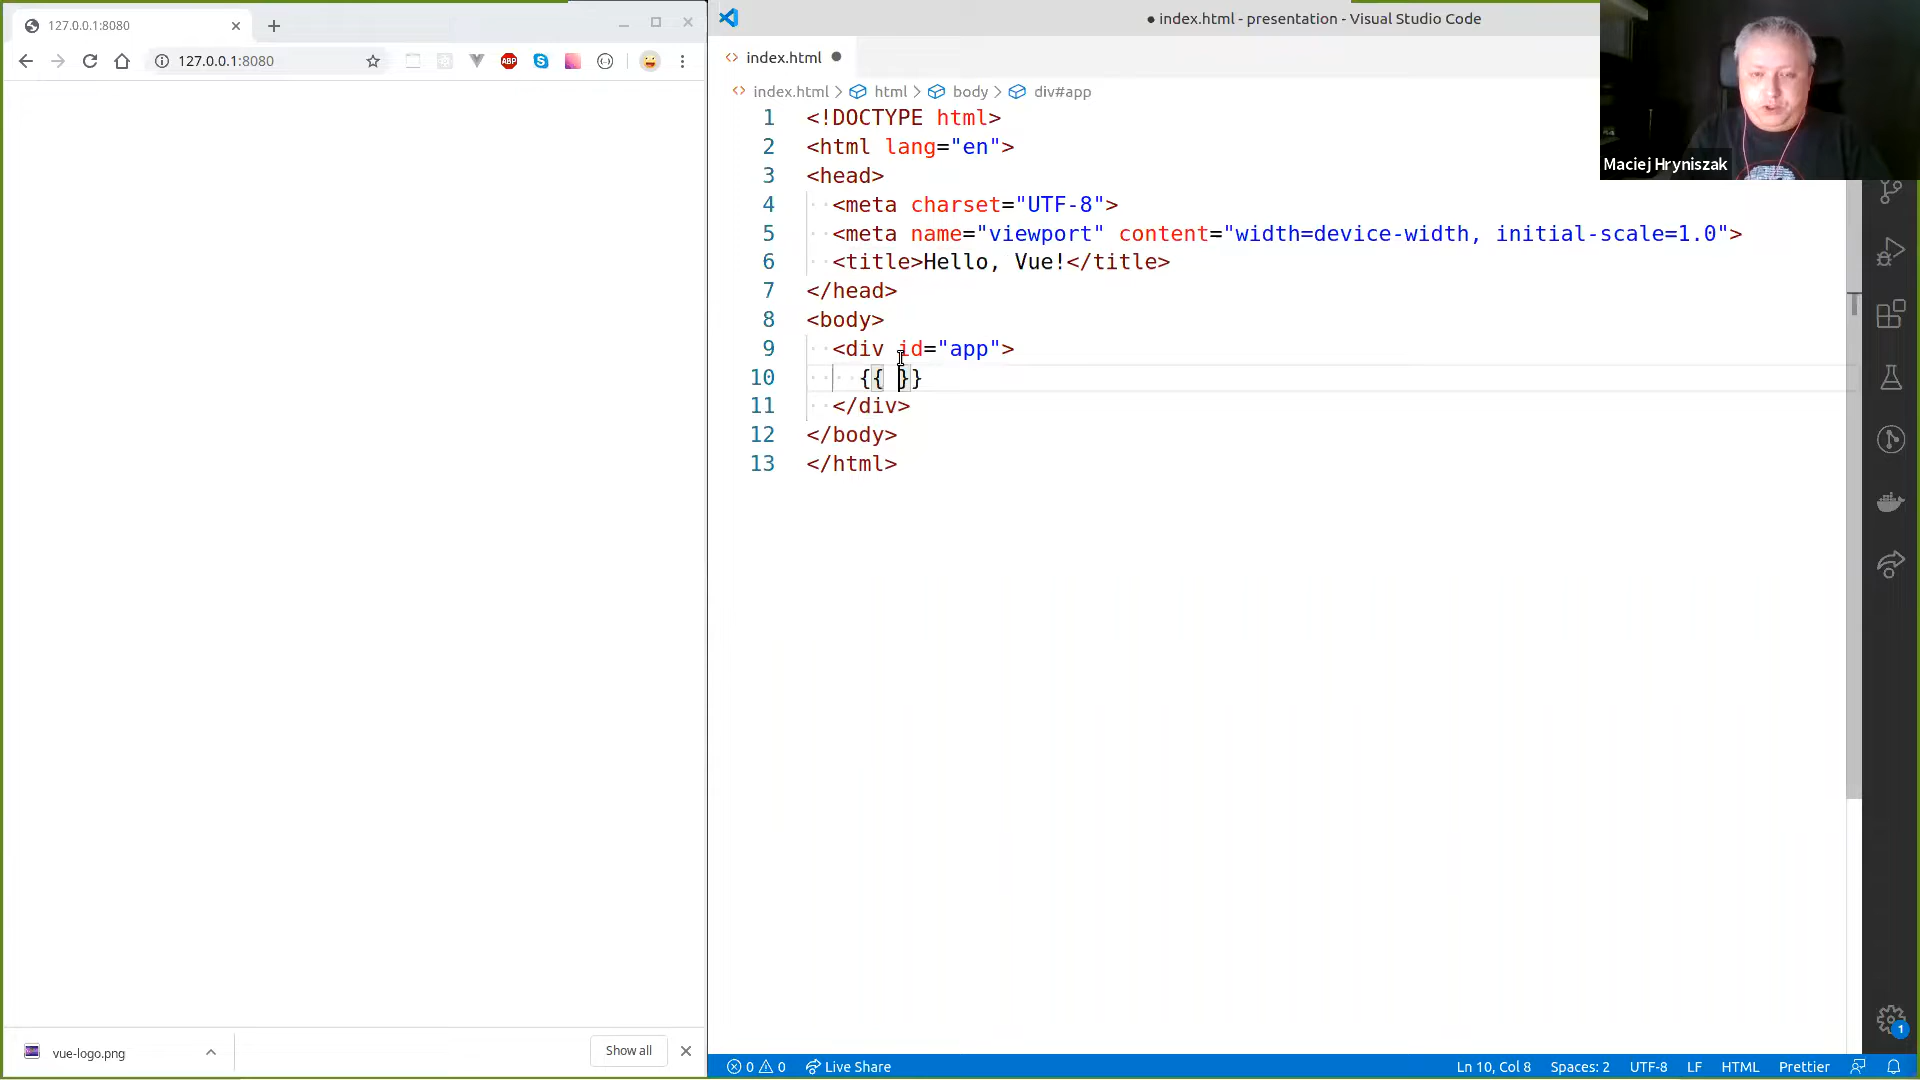 127.0.0.1:8080
127.0.0.1:8080
ABP
index.html - presentation - Visual Studio Code
index.html
index.html > html > body > div#app
1 <!DOCTYPE html>
2 <html lang="en">
3 <head>
4 <meta charset="UTF-8">
5 <meta name="viewport" content="width=device-width, initial-scale=1.0">
6 <title>Hello, Vue!</title>
7 </head>
8 <body>
9 <div id="app">
10 {{ }}
11 </div>
12 </body>
13 </html>
Maciej Hryniszak
1
vue-logo.png
Show all
0 0 Live Share
Ln 10, Col 8 Spaces: 2 UTF-8 LF HTML Prettier